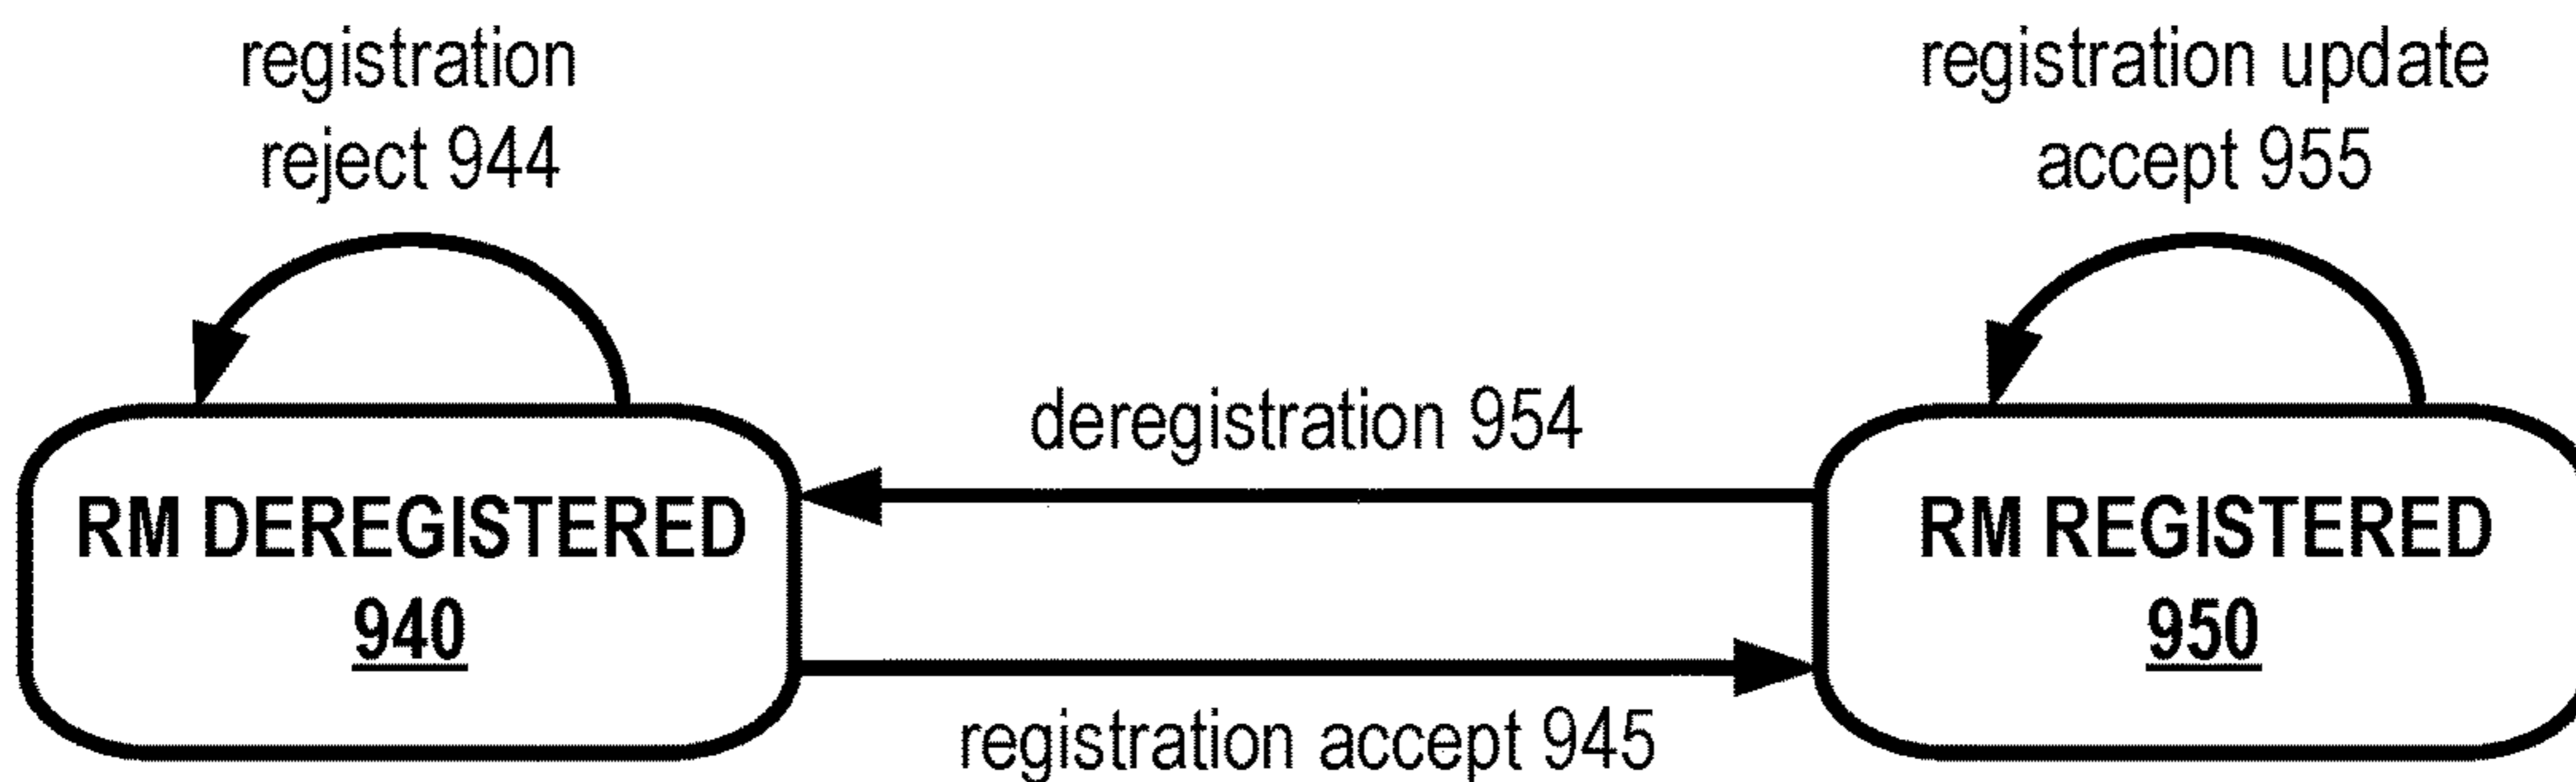 registration
reject 944
registration update
accept 955
deregistration 954
RM DEREGISTERED
940
RM REGISTERED
950
registration accept 945